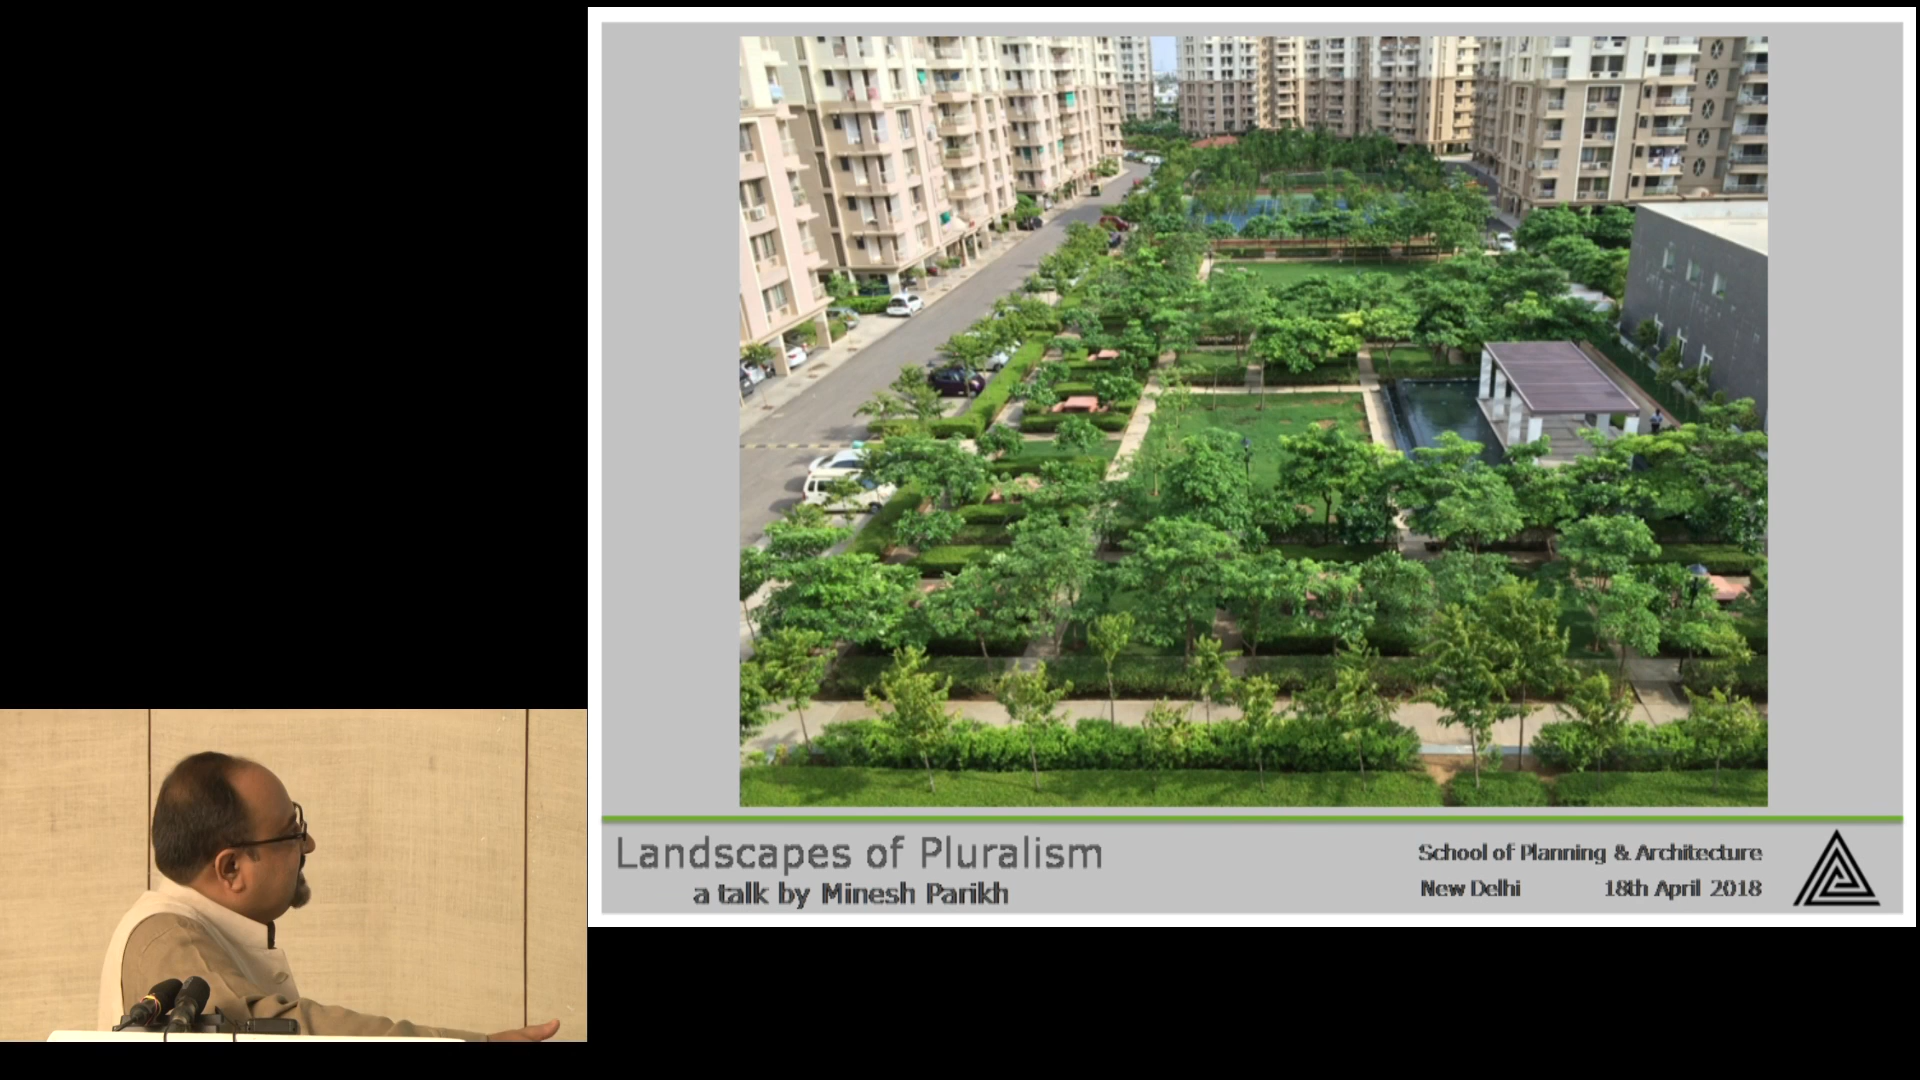 Landscapes of Pluralism
a talk by Minesh Parikh
School of Planning & Architecture
New Delhi 18th April 2018